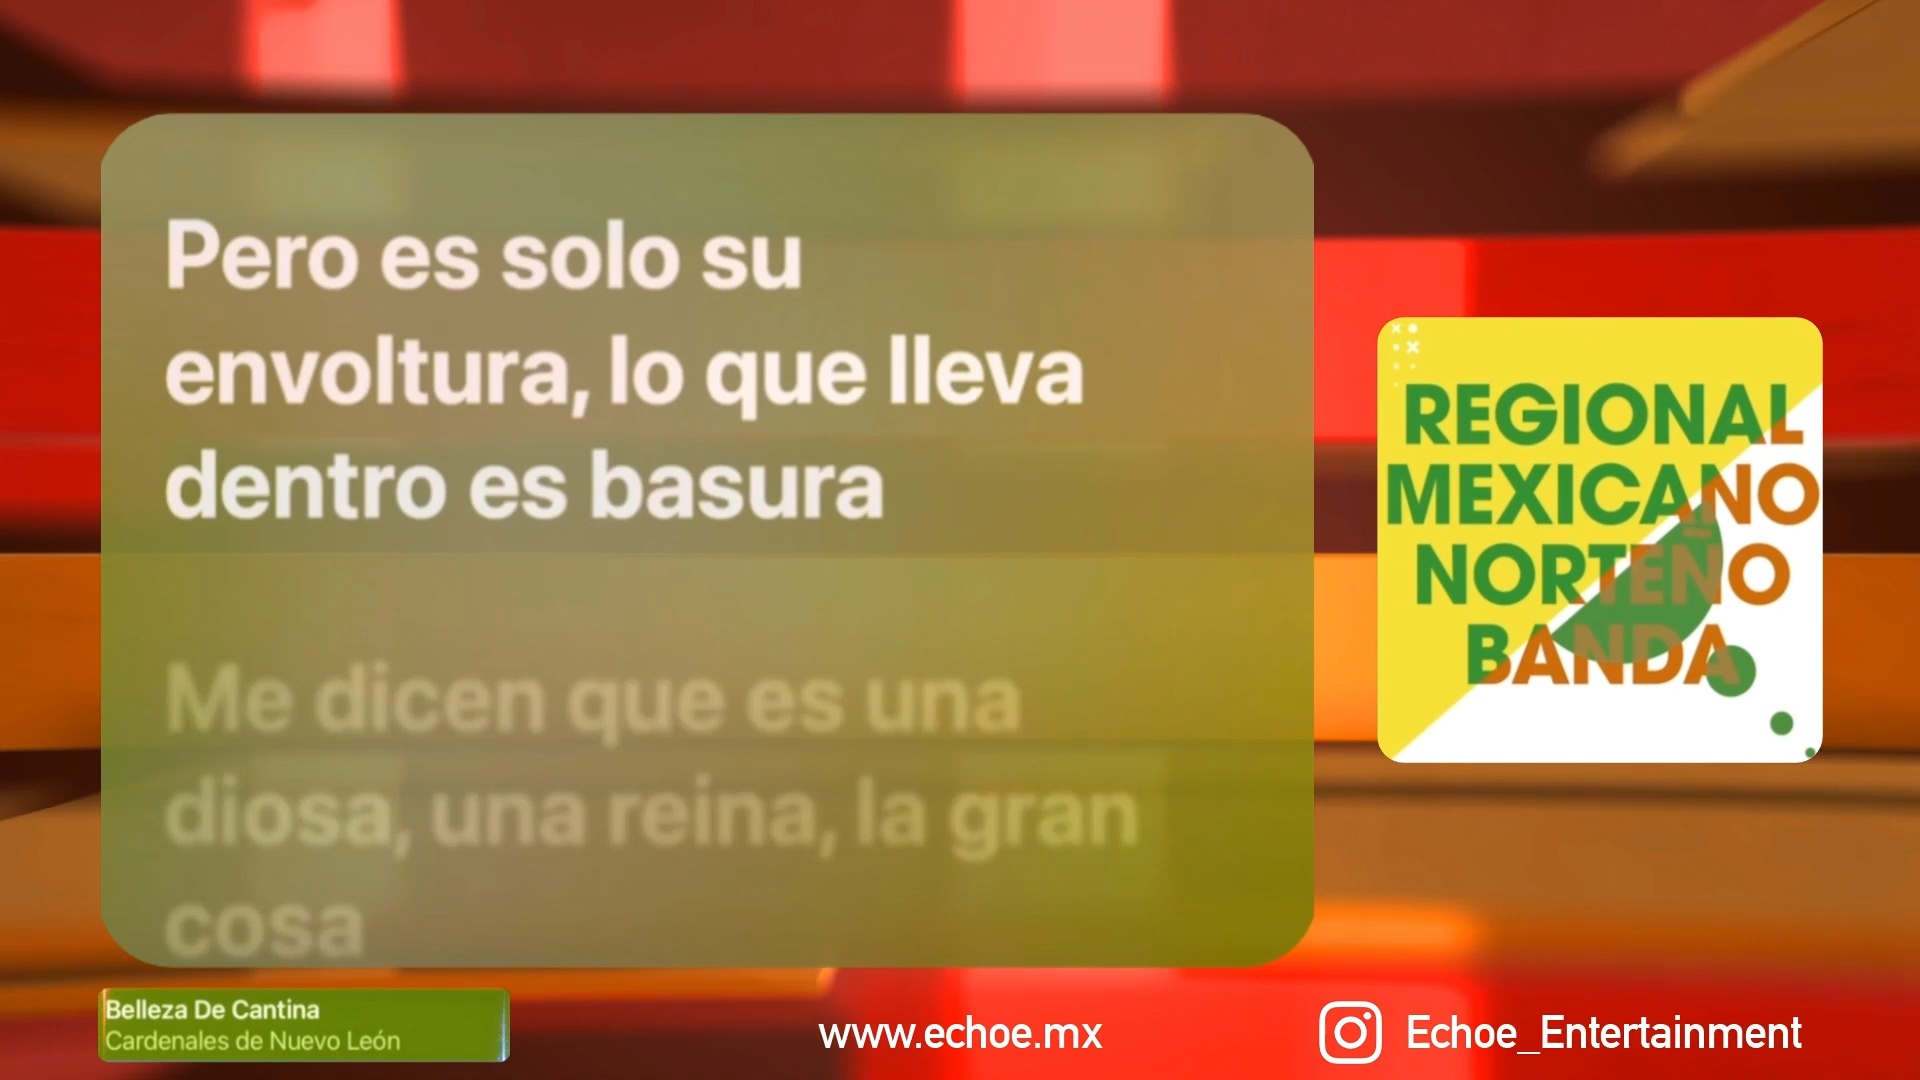 Pero es solo su
envoltura, lo que lleva
dentro es basura
Me dicen que es una
diosa, una reina, la gran
cosa
REGIONAL
MEXICANO
NORTEÑO
BANDA
Belleza De Cantina
Cardenales de Nuevo León
www.echoe.mx
Echoe_Entertainment